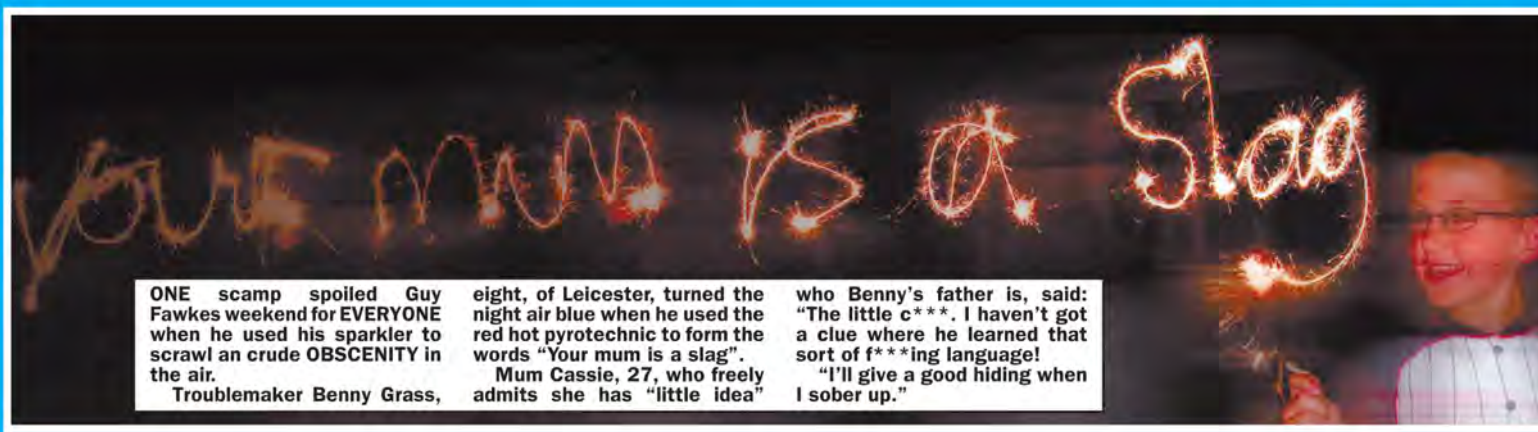 your mum is a Slag
ONE scamp spoiled Guy
Fawkes weekend for EVERYONE
when he used his sparkler to
scrawl an crude OBSCENITY in
the air.
Troublemaker Benny Grass,
eight, of Leicester, turned the
night air blue when he used the
red hot pyrotechnic to form the
words “Your mum is a slag”.
Mum Cassie, 27, who freely
admits she has “little idea”
who Benny’s father is, said:
“The little c***. I haven’t got
a clue where he learned that
sort of f***ing language!
“I’ll give a good hiding when
I sober up.”